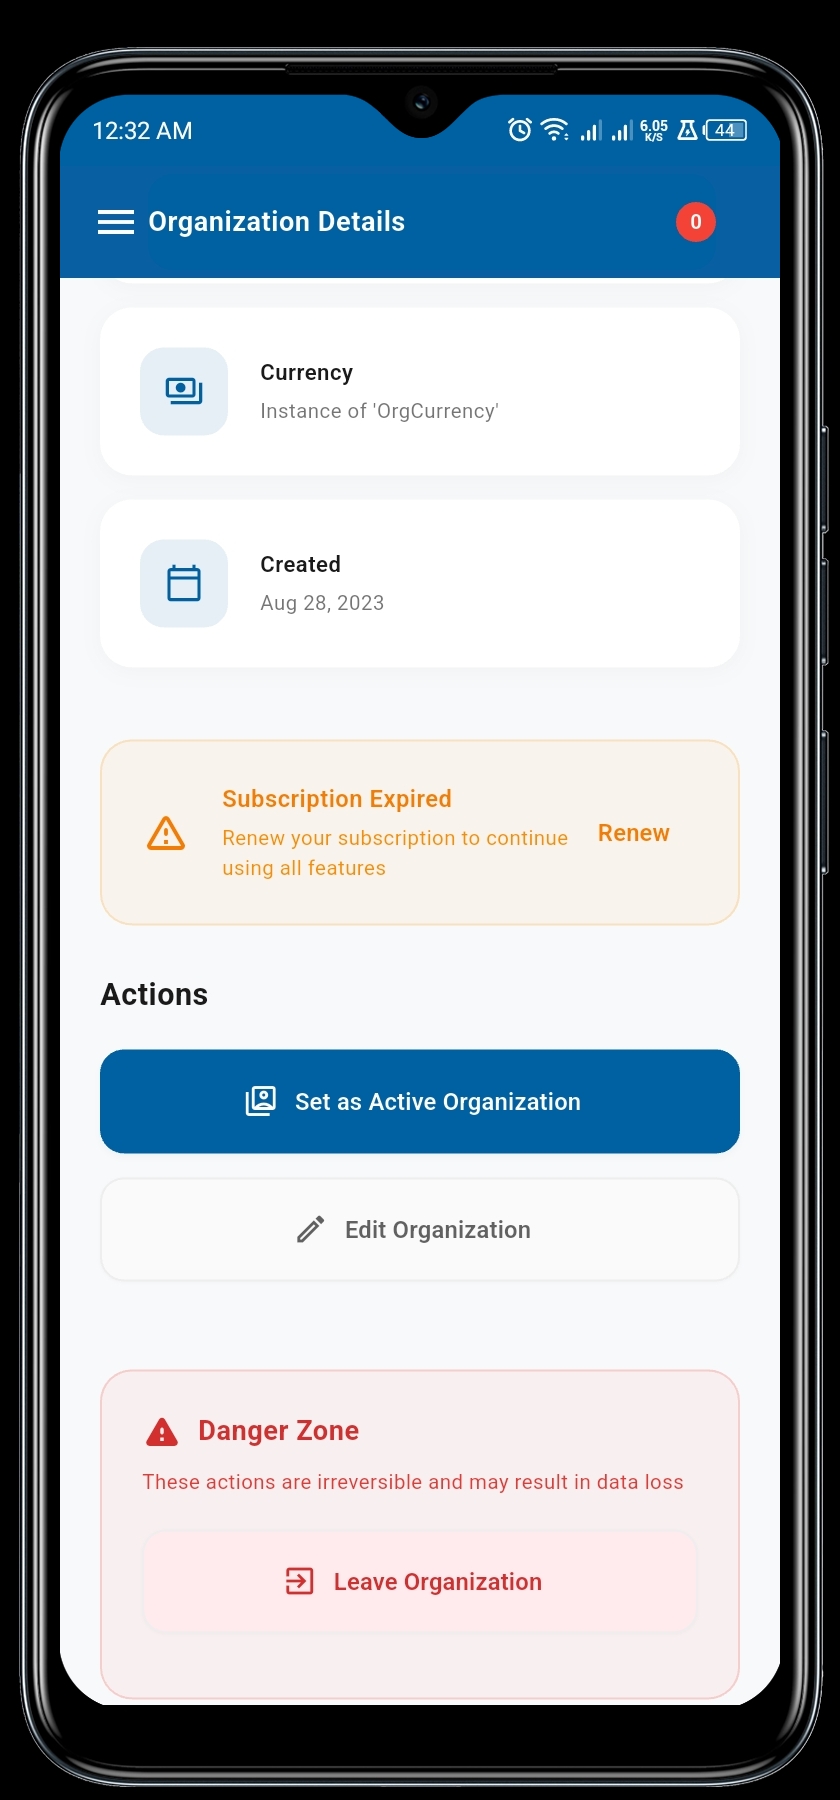 12:32 AM
6.05
K/S
44
Organization Details
0
Currency
Instance of 'OrgCurrency'
Created
Aug 28, 2023
Subscription Expired
Renew your subscription to continue
using all features
Renew
Actions
Set as Active Organization
Edit Organization
Danger Zone
These actions are irreversible and may result in data loss
Leave Organization